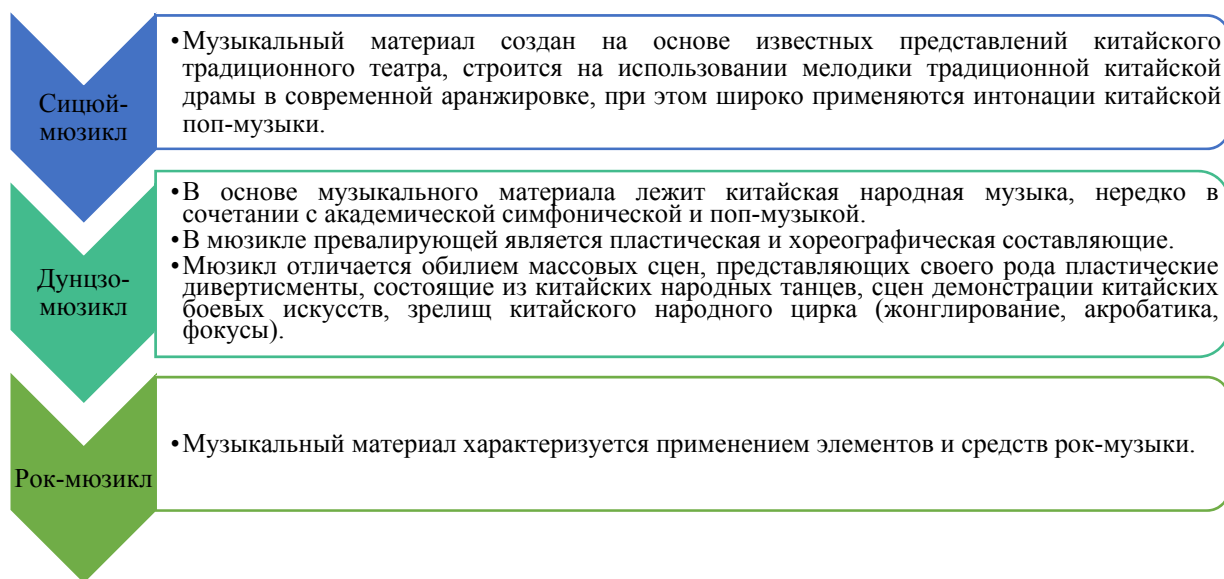 Сицюй-
мюзикл
•Музыкальный материал создан на основе известных представлений китайского
традиционного театра, строится на использовании мелодики традиционной китайской
драмы в современной аранжировке, при этом широко применяются интонации китайской
поп-музыки.
Дунцзо-
мюзикл
•В основе музыкального материала лежит китайская народная музыка, нередко в
сочетании с академической симфонической и поп-музыкой.
•В мюзикле превалирующей является пластическая и хореографическая составляющие.
•Мюзикл отличается обилием массовых сцен, представляющих своего рода пластические
дивертисменты, состоящие из китайских народных танцев, сцен демонстрации китайских
боевых искусств, зрелищ китайского народного цирка (жонглирование, акробатика,
фокусы).
Рок-мюзикл
•Музыкальный материал характеризуется применением элементов и средств рок-музыки.